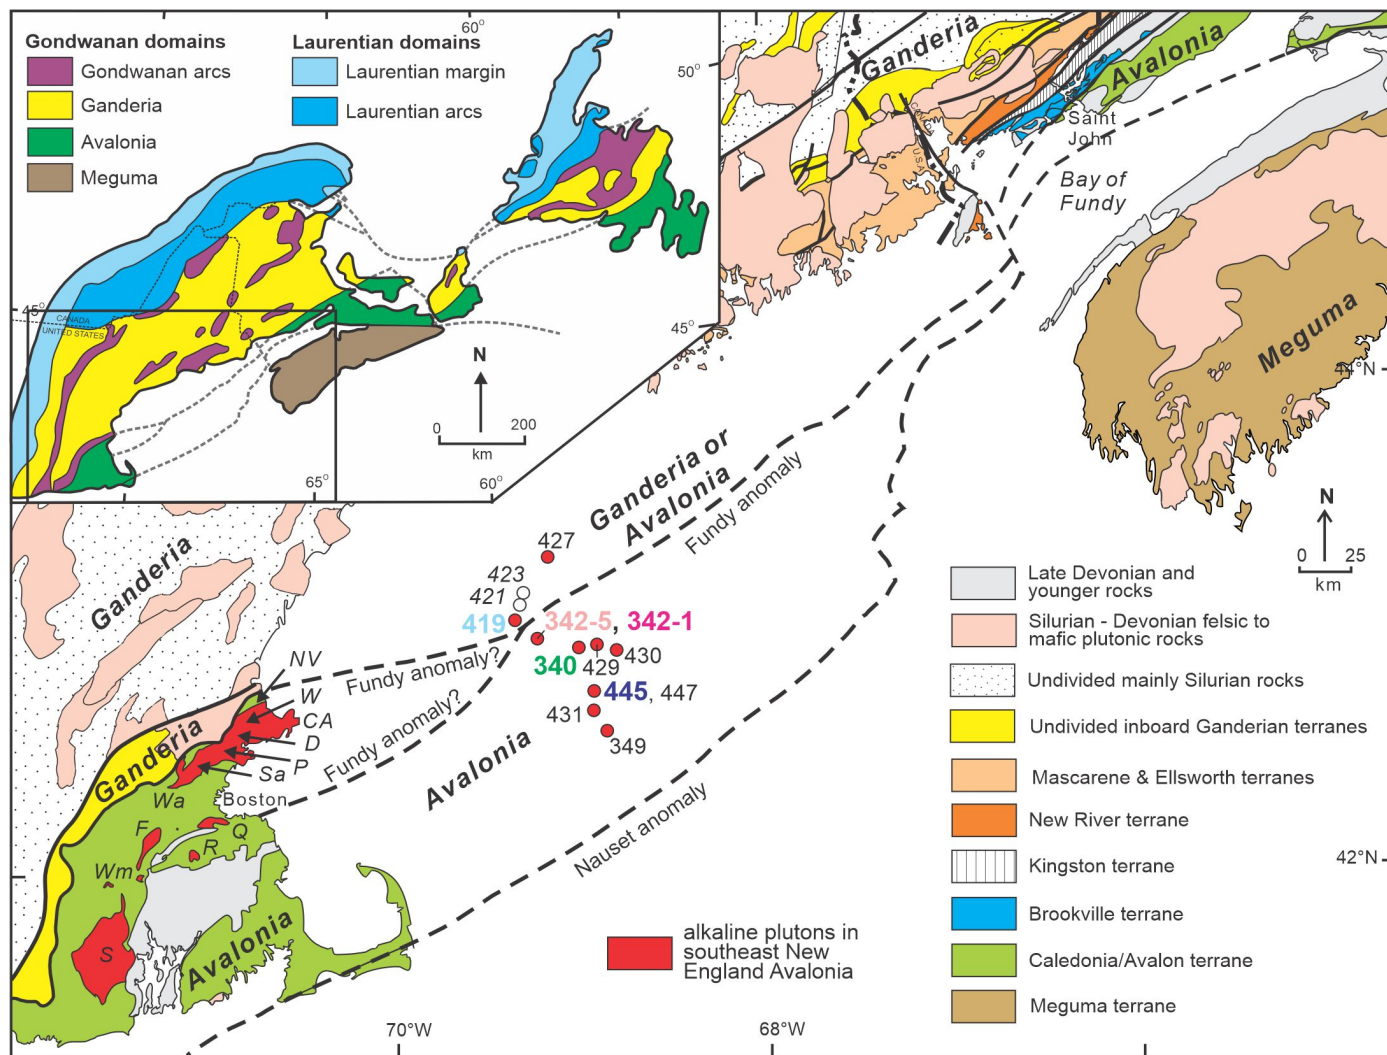 Gondwanan domains
Gondwanan arcs
Ganderia
Avalonia
Meguma
Laurentian domains
Laurentian margin
Laurentian arcs
60°
50°
45°
CANADA
UNITED STATES
45°
N
0 200
km
65°
60°
Ganderia
Avalonia
CANADA
USA
Saint
John
Bay of
Fundy
Meguma
44°N
N
0 25
km
Ganderia or
Avalonia
Fundy anomaly
Ganderia
427
423
421
419
342-5, 342-1
340
429
430
445, 447
431
349
Fundy anomaly?
Fundy anomaly?
Avalonia
Nauset anomaly
NV
W
CA
D
P
Sa
Ganderia
Wa
Boston
F
Q
R
Wm
S
Avalonia
alkaline plutons in
southeast New
England Avalonia
Late Devonian and
younger rocks
Silurian - Devonian felsic to
mafic plutonic rocks
Undivided mainly Silurian rocks
Undivided inboard Ganderian terranes
Mascarene & Ellsworth terranes
New River terrane
Kingston terrane
Brookville terrane
Caledonia/Avalon terrane
Meguma terrane
42°N
70°W
68°W